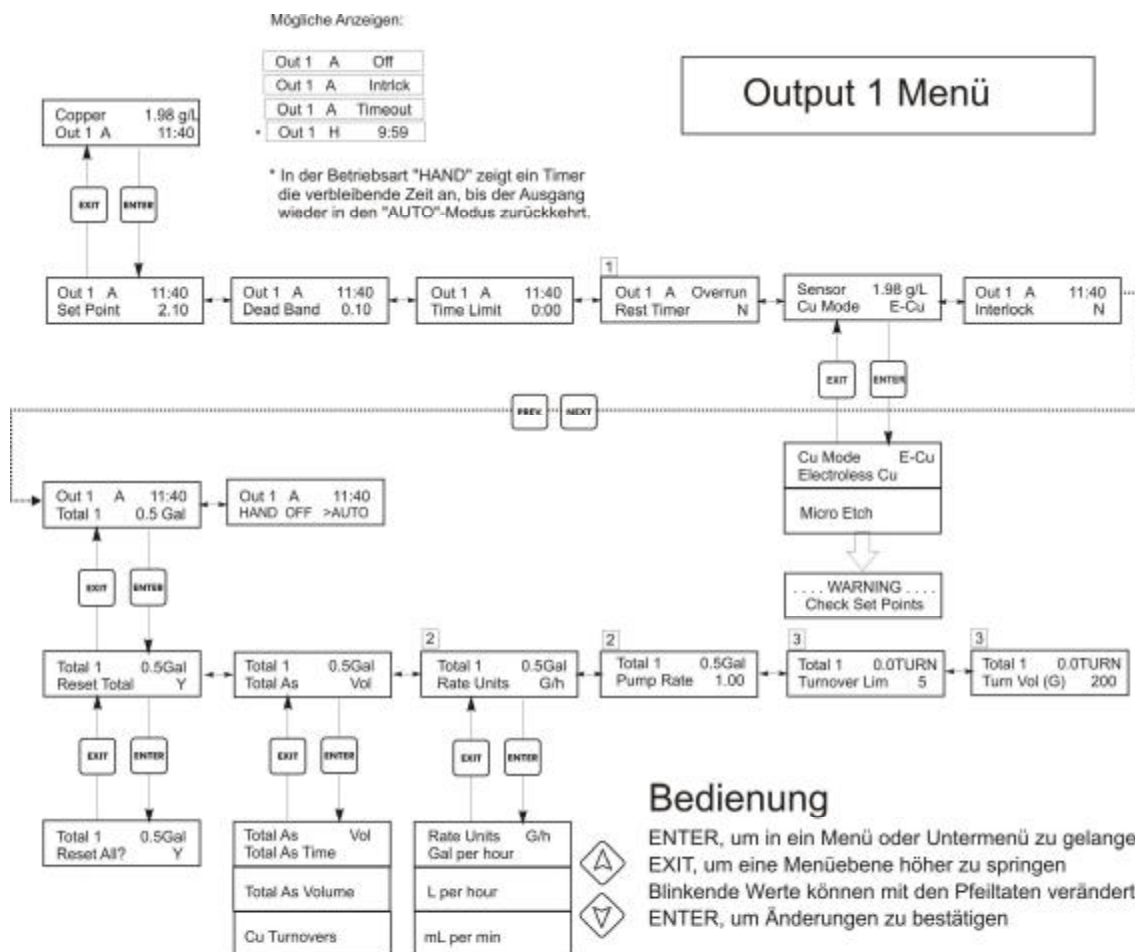 Mögliche Anzeigen:
Out 1 A Off
Out 1 A Intrlck
Out 1 A Timeout
* Out 1 H 9:59
Output 1 Menü
Copper 1.98 g/L
Out 1 A 11:40
* In der Betriebsart "HAND" zeigt ein Timer
die verbleibende Zeit an, bis der Ausgang
wieder in den "AUTO"-Modus zurückkehrt.
EXIT ENTER
1
Out 1 A 11:40
Set Point 2.10
Out 1 A 11:40
Dead Band 0.10
Out 1 A 11:40
Time Limit 0:00
Out 1 A Overrun
Rest Timer N
Sensor 1.98 g/L
Cu Mode E-Cu
Out 1 A 11:40
Interlock N
EXIT ENTER
PREV. NEXT
Cu Mode E-Cu
Electroless Cu
Micro Etch
Out 1 A 11:40
Total 1 0.5 Gal
Out 1 A 11:40
HAND OFF >AUTO
EXIT ENTER
. . . . WARNING . . . .
Check Set Points
2
2
3
3
Total 1 0.5Gal
Reset Total Y
Total 1 0.5Gal
Total As Vol
Total 1 0.5Gal
Rate Units G/h
Total 1 0.5Gal
Pump Rate 1.00
Total 1 0.0TURN
Turnover Lim 5
Total 1 0.0TURN
Turn Vol (G) 200
EXIT ENTER
EXIT ENTER
EXIT ENTER
Total 1 0.5Gal
Reset All? Y
Total As Vol
Total As Time
Total As Volume
Cu Turnovers
Rate Units G/h
Gal per hour
L per hour
mL per min
Bedienung
ENTER, um in ein Menü oder Untermenü zu gelange
EXIT, um eine Menüebene höher zu springen
Blinkende Werte können mit den Pfeiltaten verändert
ENTER, um Änderungen zu bestätigen